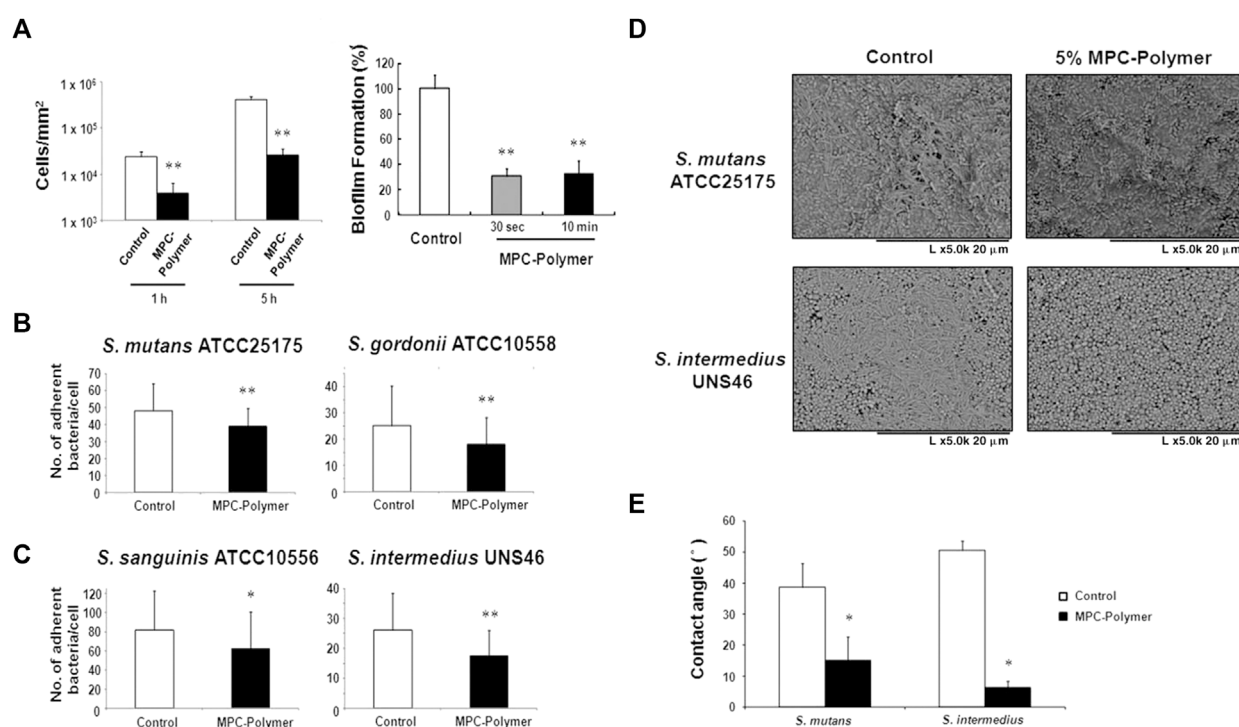 A
Cells/mm²
1 x 10⁶
1 x 10⁵
1 x 10⁴
1 x 10³
**
**
Control
MPC-
Polymer
Control
MPC-
Polymer
1 h
5 h
Biofilm Formation (%)
120
100
80
60
40
20
0
**
**
Control
30 sec
10 min
MPC-Polymer
B
S. mutans ATCC25175
No. of adherent
bacteria/cell
70
60
50
40
30
20
10
0
**
Control
MPC-Polymer
S. gordonii ATCC10558
40
30
20
10
0
**
Control
MPC-Polymer
C
S. sanguinis ATCC10556
No. of adherent
bacteria/cell
120
100
80
60
40
20
0
*
Control
MPC-Polymer
S. intermedius UNS46
40
30
20
10
0
**
Control
MPC-Polymer
D
Control
5% MPC-Polymer
S. mutans
ATCC25175
L x5.0k 20 μm
L x5.0k 20 μm
S. intermedius
UNS46
L x5.0k 20 μm
L x5.0k 20 μm
E
Contact angle (°)
60
50
40
30
20
10
0
*
*
S. mutans
S. intermedius
Control
MPC-Polymer